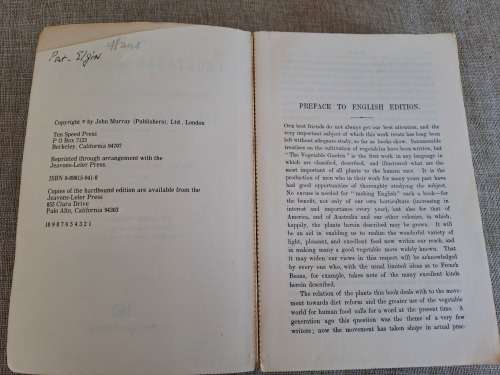 Pat Elgin
Copyright © by John Murray (Publishers), Ltd., London
Ten Speed Press
P O Box 7123
Berkeley, California 94707
Reprinted through arrangement with the
Jeavons-Leler Press.
ISBN 0-89815-041-8
Copies of the hardbound edition are available from the
Jeavons-Leler Press
855 Clara Drive
Palo Alto, California 94303
1 0 9 8 7 6 5 4 3 2 1
PREFACE TO ENGLISH EDITION.
Our best friends do not always get our best attention, and the
very important subject of which this work treats has long been
left without adequate study, so far as books show. Innumerable
treatises on the cultivation of vegetables have been written, but
"The Vegetable Garden" is the first work in any language in
which are classified, described, and illustrated what are the
most important of all plants to the human race. It is the
production of men who in their work for many years past have
had good opportunities of thoroughly studying the subject.
No excuse is needed for "making English" such a book—for
the benefit, not only of our own horticulture (increasing in
interest and importance every year), but also for that of
America, and of Australia and our other colonies, in which,
happily, the plants herein described may be grown. It will
be an aid in enabling us to realise the wonderful variety of
light, pleasant, and excellent food now within our reach, and
in making many a good vegetable more widely known. That
it may widen our views in this respect will be acknowledged
by every one who, with the usual limited ideas as to French
Beans, for example, takes note of the many excellent kinds
herein described.
The relation of the plants this book deals with to the move-
ment towards diet reform and the greater use of the vegetable
world for human food calls for a word at the present time. A
generation ago this question was the theme of a very few
writers; now the movement has taken shape in actual prac-